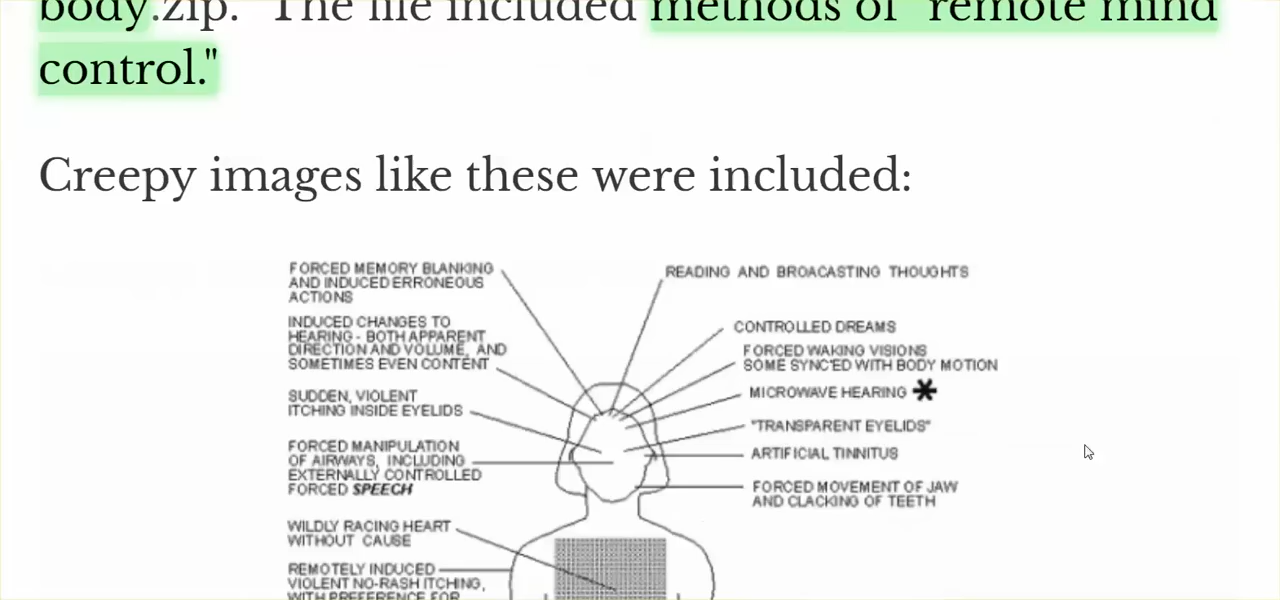 body.zip." The file included methods of "remote mind
control."
Creepy images like these were included:
FORCED MEMORY BLANKING
AND INDUCED ERRONEOUS
ACTIONS
INDUCED CHANGES TO
HEARING - BOTH APPARENT
DIRECTION AND VOLUME, AND
SOMETIMES EVEN CONTENT
SUDDEN, VIOLENT
ITCHING INSIDE EYELIDS
FORCED MANIPULATION
OF AIRWAYS, INCLUDING
EXTERNALLY CONTROLLED
FORCED SPEECH
WILDLY RACING HEART
WITHOUT CAUSE
REMOTELY INDUCED
VIOLENT NO-RASH ITCHING,
WITH PREFERENCE FOR
READING AND BROACASTING THOUGHTS
CONTROLLED DREAMS
FORCED WAKING VISIONS
SOME SYNC'ED WITH BODY MOTION
MICROWAVE HEARING *
"TRANSPARENT EYELIDS"
ARTIFICIAL TINNITUS
FORCED MOVEMENT OF JAW
AND CLACKING OF TEETH